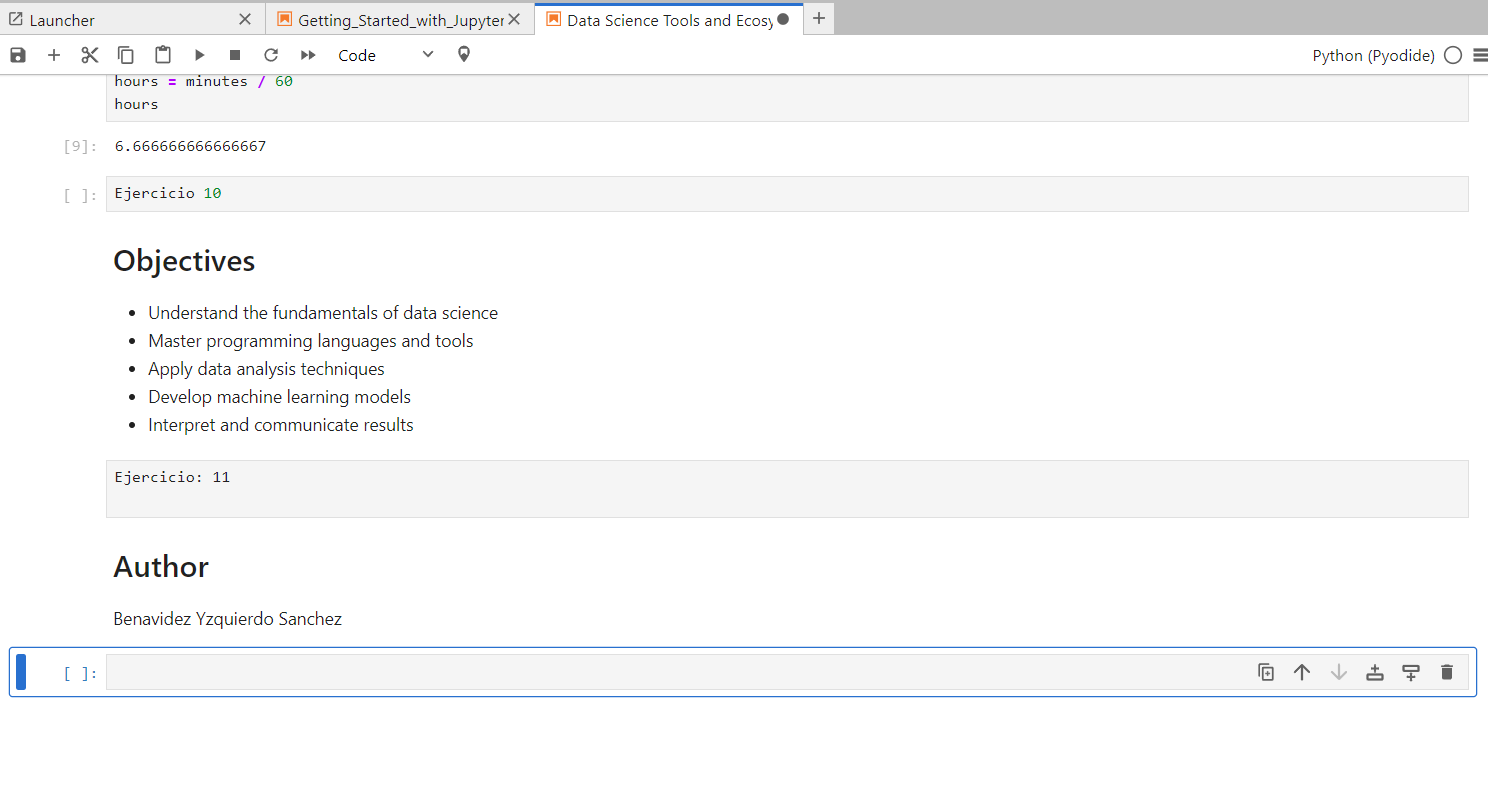 Launcher
Getting_Started_with_Jupyter
Data Science Tools and Ecosy
Code
Python (Pyodide)
hours = minutes / 60
hours
[9]: 6.666666666666667
[ ]: Ejercicio 10
Objectives
• Understand the fundamentals of data science
• Master programming languages and tools
• Apply data analysis techniques
• Develop machine learning models
• Interpret and communicate results
Ejercicio: 11
Author
Benavidez Yzquierdo Sanchez
[ ]: